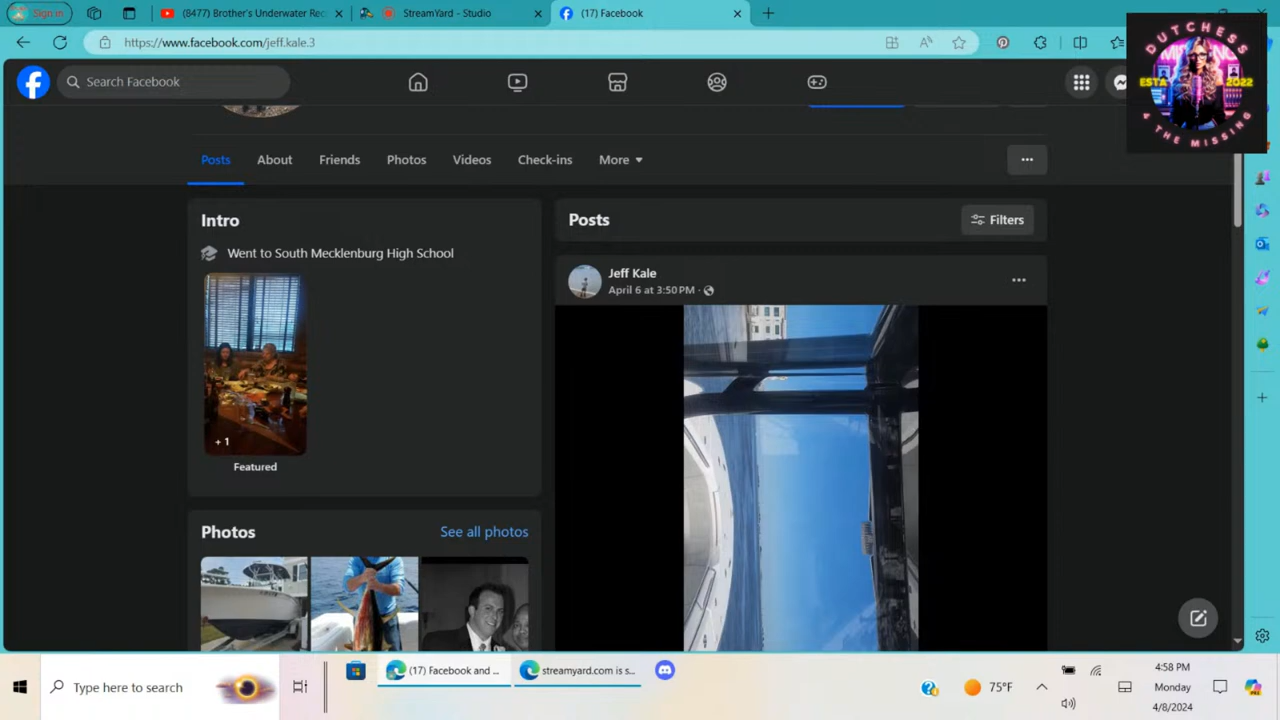 Sign in
(8477) Brother's Underwater Rec
StreamYard - Studio
(17) Facebook
https://www.facebook.com/jeff.kale.3
DUTCHESS
ESTA 2022
4 THE MISSING
Search Facebook
Posts
About
Friends
Photos
Videos
Check-ins
More
Intro
Went to South Mecklenburg High School
+ 1
Featured
Photos
See all photos
Posts
Filters
Jeff Kale
April 6 at 3:50 PM ·
Type here to search
(17) Facebook and ...
streamyard.com is s...
75°F
4:58 PM
Monday
4/8/2024